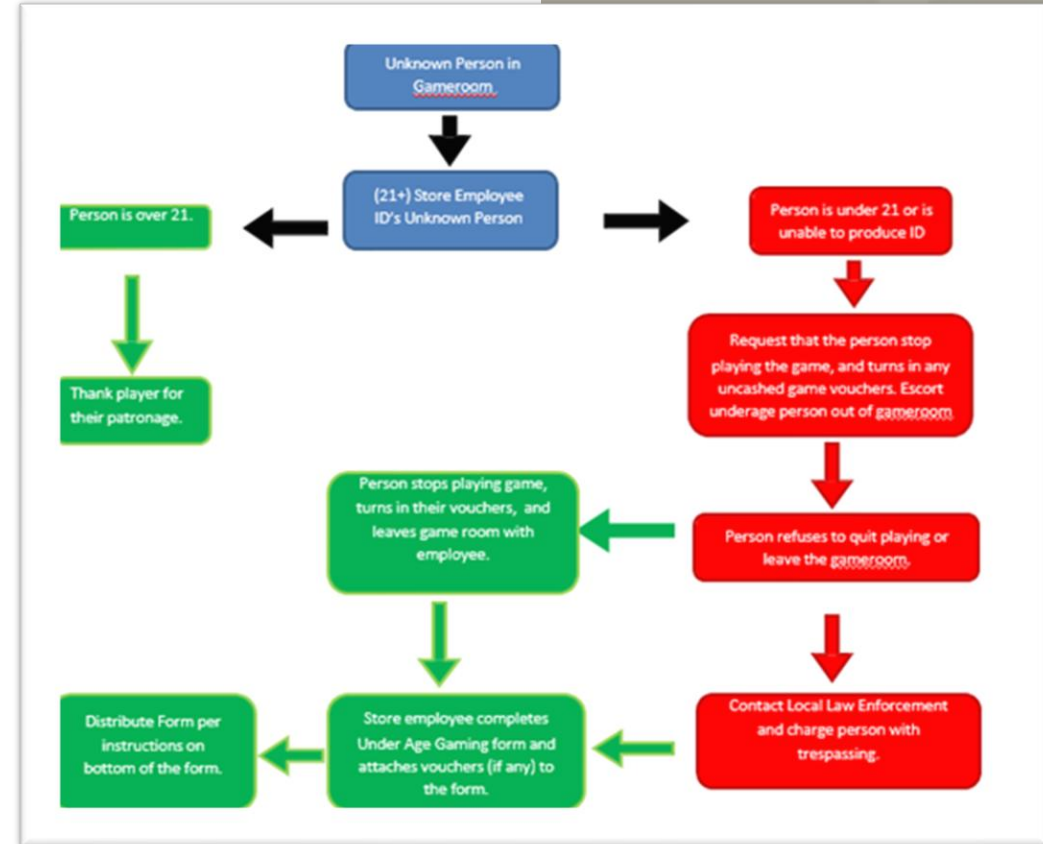 Unknown Person in
Gameroom
(21+) Store Employee
ID's Unknown Person
Person is over 21.
Person is under 21 or is
unable to produce ID
Request that the person stop
playing the game, and turns in any
uncashed game vouchers. Escort
underage person out of gameroom
Thank player for
their patronage.
Person stops playing game,
turns in their vouchers, and
leaves game room with
employee.
Person refuses to quit playing or
leave the gameroom.
Distribute Form per
instructions on
bottom of the form.
Store employee completes
Under Age Gaming form and
attaches vouchers (if any) to
the form.
Contact Local Law Enforcement
and charge person with
trespassing.